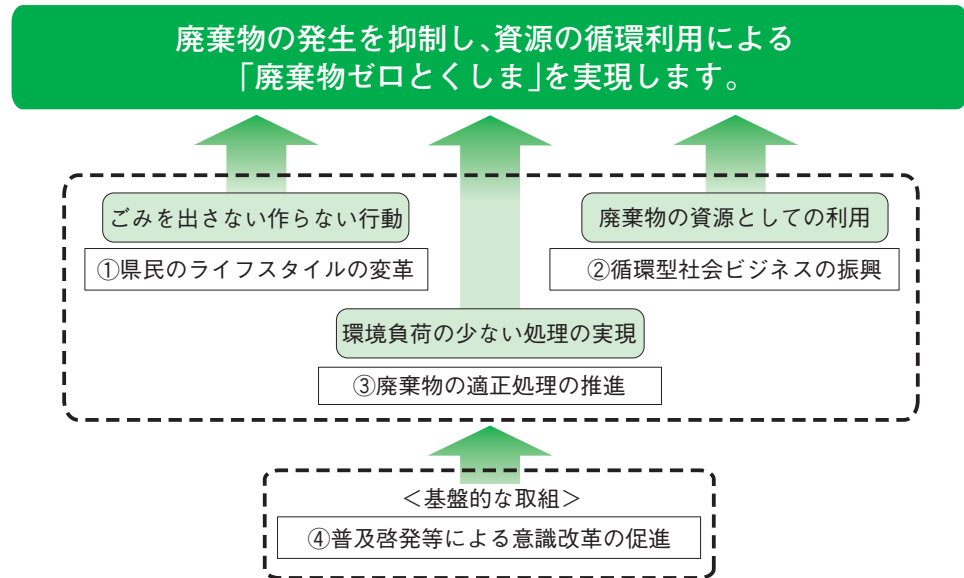 廃棄物の発生を抑制し、資源の循環利用による
「廃棄物ゼロとくしま」を実現します。
ごみを出さない作らない行動
①県民のライフスタイルの変革
廃棄物の資源としての利用
②循環型社会ビジネスの振興
環境負荷の少ない処理の実現
③廃棄物の適正処理の推進
＜基盤的な取組＞
④普及啓発等による意識改革の促進